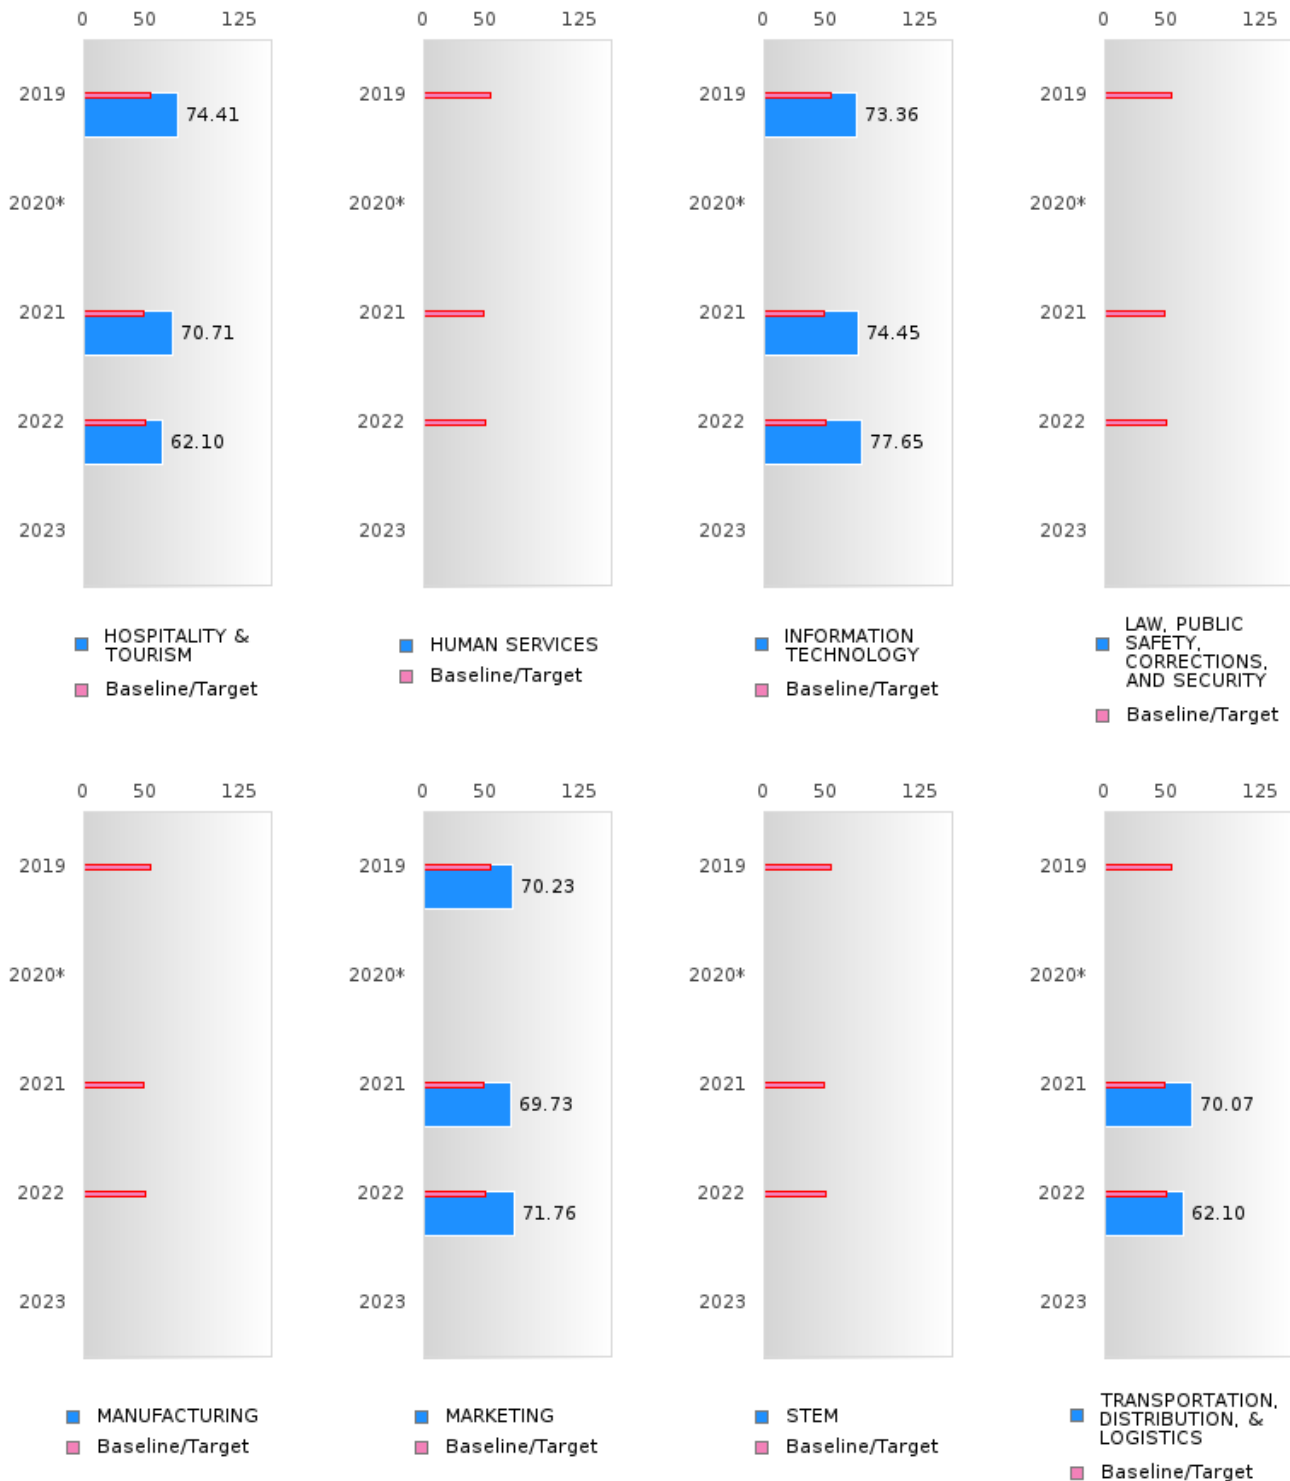 0 50 125
2019
74.41
2020*
2021
70.71
2022
62.10
2023
HOSPITALITY &
TOURISM
Baseline/Target
0 50 125
2019
2020*
2021
2022
2023
HUMAN SERVICES
Baseline/Target
0 50 125
2019
73.36
2020*
2021
74.45
2022
77.65
2023
INFORMATION
TECHNOLOGY
Baseline/Target
0 50 125
2019
2020*
2021
2022
2023
LAW, PUBLIC
SAFETY,
CORRECTIONS,
AND SECURITY
Baseline/Target
0 50 125
2019
2020*
2021
2022
2023
MANUFACTURING
Baseline/Target
0 50 125
2019
70.23
2020*
2021
69.73
2022
71.76
2023
MARKETING
Baseline/Target
0 50 125
2019
2020*
2021
2022
2023
STEM
Baseline/Target
0 50 125
2019
2020*
2021
70.07
2022
62.10
2023
TRANSPORTATION,
DISTRIBUTION, &
LOGISTICS
Baseline/Target